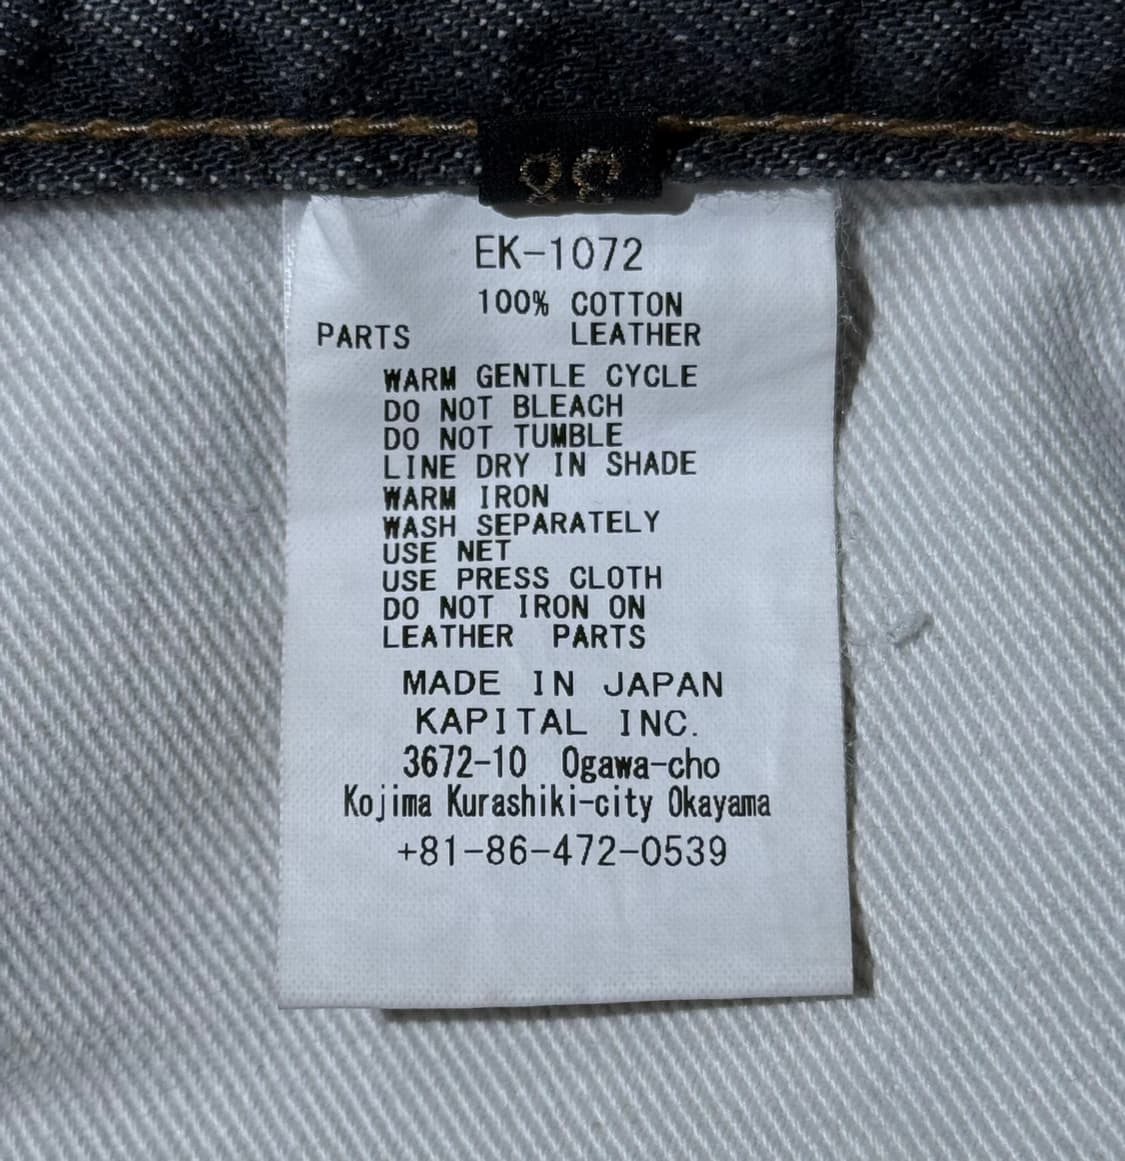 38
EK-1072
100% COTTON
PARTS LEATHER
WARM GENTLE CYCLE
DO NOT BLEACH
DO NOT TUMBLE
LINE DRY IN SHADE
WARM IRON
WASH SEPARATELY
USE NET
USE PRESS CLOTH
DO NOT IRON ON
LEATHER PARTS
MADE IN JAPAN
KAPITAL INC.
3672-10 Ogawa-cho
Kojima Kurashiki-city Okayama
+81-86-472-0539